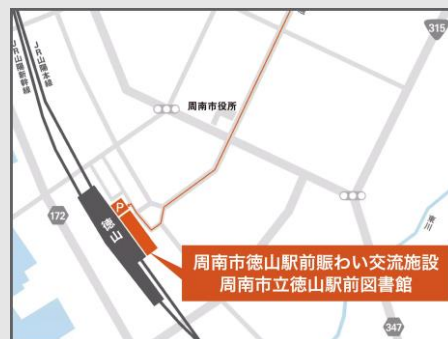 315
JR山陽新幹線
JR山陽本線
周南市役所
P
172
徳山
東川
周南市徳山駅前賑わい交流施設
周南市立徳山駅前図書館
347